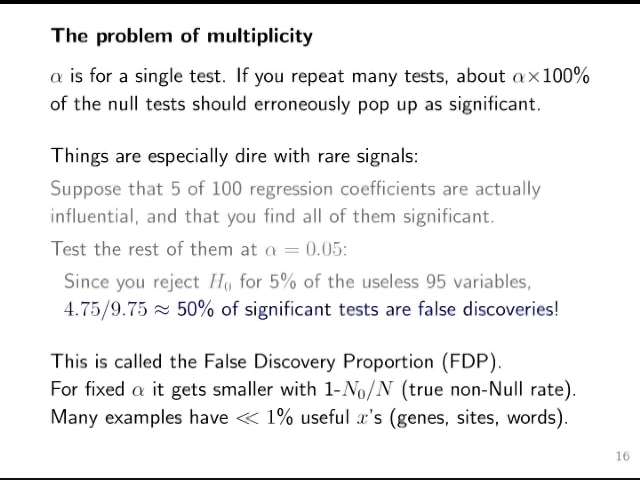 The problem of multiplicity
α is for a single test. If you repeat many tests, about α×100%
of the null tests should erroneously pop up as significant.
Things are especially dire with rare signals:
Suppose that 5 of 100 regression coefficients are actually
influential, and that you find all of them significant.
Test the rest of them at α = 0.05:
Since you reject H₀ for 5% of the useless 95 variables,
4.75/9.75 ≈ 50% of significant tests are false discoveries!
This is called the False Discovery Proportion (FDP).
For fixed α it gets smaller with 1-N₀/N (true non-Null rate).
Many examples have ≪ 1% useful x's (genes, sites, words).
16